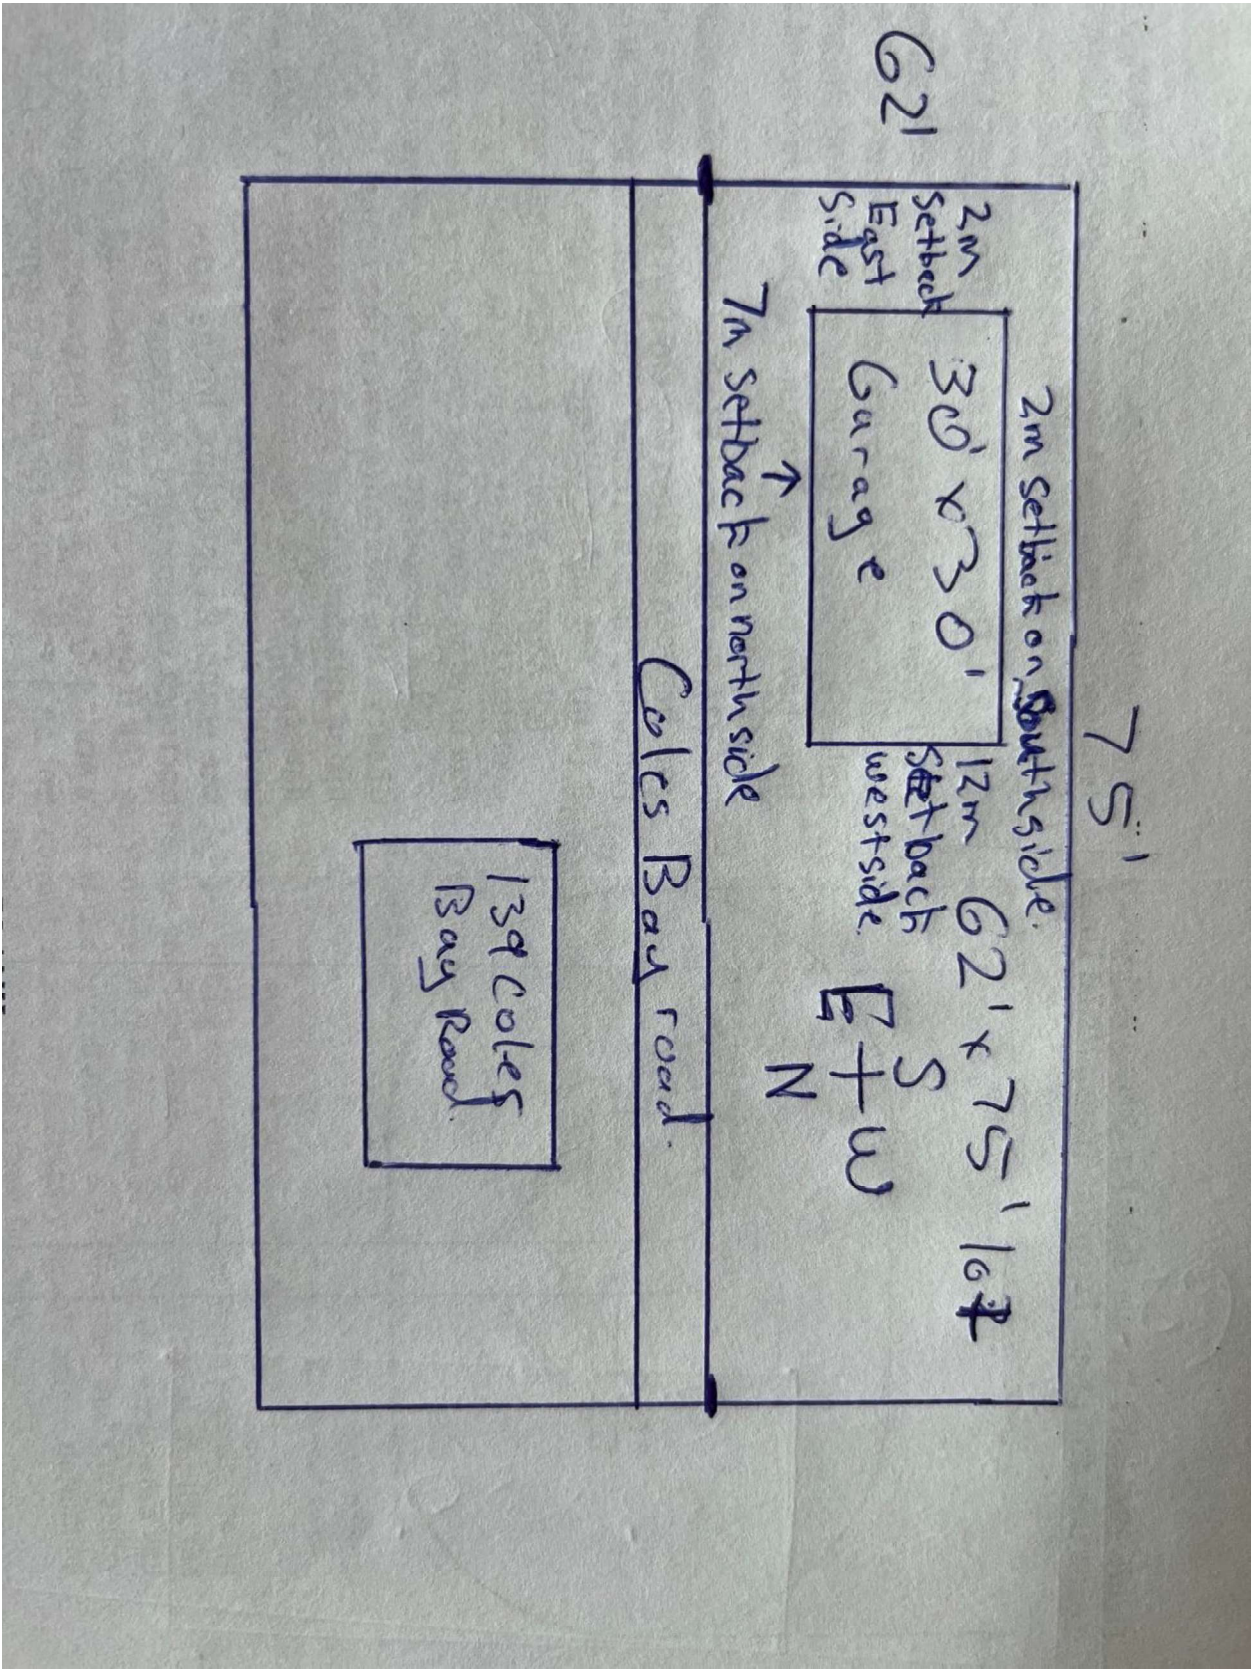 75'
62'
2m setback on southside.
2m
Setback
East
Side
30' x 30'
Garage
12m
Setback
westside.
62' x 75' lot
S
E + W
N
↑
7m setback on northside
Coles Bay road.
139 Coles
Bay Road.